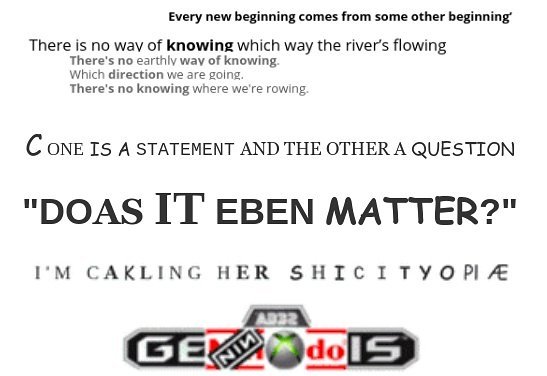 Every new beginning comes from some other beginning’
There is no way of knowing which way the river’s flowing
There's no earthly way of knowing.
Which direction we are going.
There's no knowing where we're rowing.
C ONE IS A STATEMENT AND THE OTHER A QUESTION
"DOAS IT EBEN MATTER?"
I'M CAKLING HER SHICITYOPIÆ
GE NIN do IS